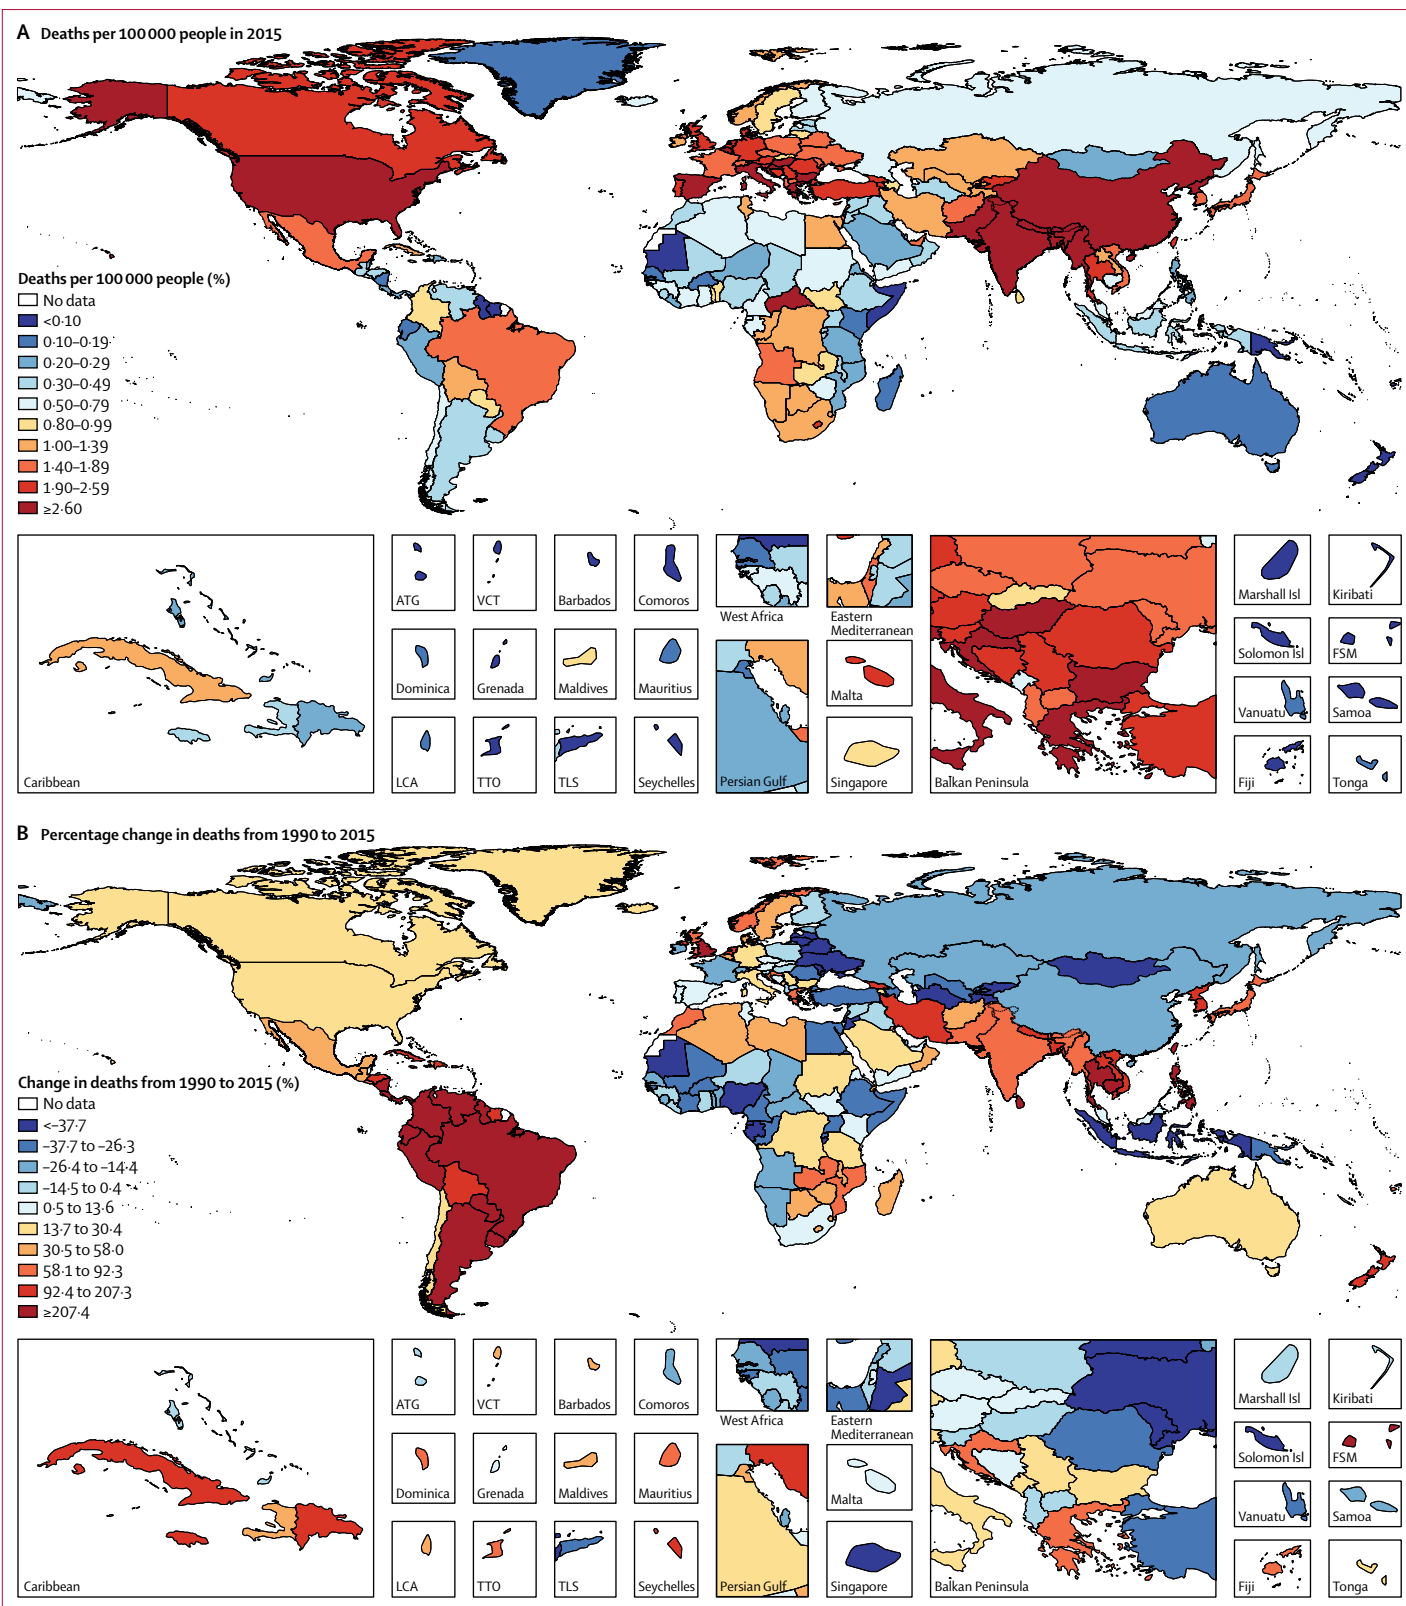 A Deaths per 100 000 people in 2015
Deaths per 100 000 people (%)
No data
<0·10
0·10–0·19
0·20–0·29
0·30–0·49
0·50–0·79
0·80–0·99
1·00–1·39
1·40–1·89
1·90–2·59
≥2·60
Caribbean
ATG
VCT
Barbados
Comoros
Dominica
Grenada
Maldives
Mauritius
LCA
TTO
TLS
Seychelles
West Africa
Eastern
Mediterranean
Persian Gulf
Malta
Singapore
Balkan Peninsula
Marshall Isl
Kiribati
Solomon Isl
FSM
Vanuatu
Samoa
Fiji
Tonga
B Percentage change in deaths from 1990 to 2015
Change in deaths from 1990 to 2015 (%)
No data
<–37·7
–37·7 to –26·3
–26·4 to –14·4
–14·5 to 0·4
0·5 to 13·6
13·7 to 30·4
30·5 to 58·0
58·1 to 92·3
92·4 to 207·3
≥207·4
Caribbean
ATG
VCT
Barbados
Comoros
Dominica
Grenada
Maldives
Mauritius
LCA
TTO
TLS
Seychelles
West Africa
Eastern
Mediterranean
Persian Gulf
Malta
Singapore
Balkan Peninsula
Marshall Isl
Kiribati
Solomon Isl
FSM
Vanuatu
Samoa
Fiji
Tonga